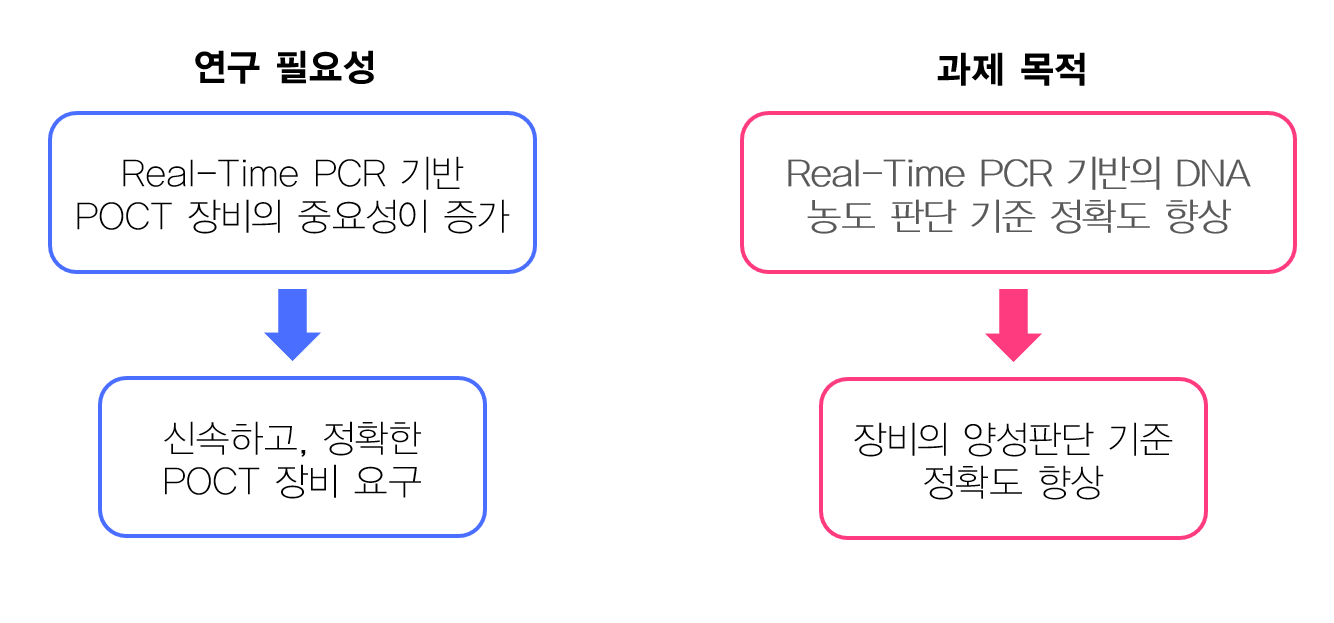 연구 필요성
Real-Time PCR 기반
POCT 장비의 중요성이 증가
신속하고, 정확한
POCT 장비 요구
과제 목적
Real-Time PCR 기반의 DNA
농도 판단 기준 정확도 향상
장비의 양성판단 기준
정확도 향상